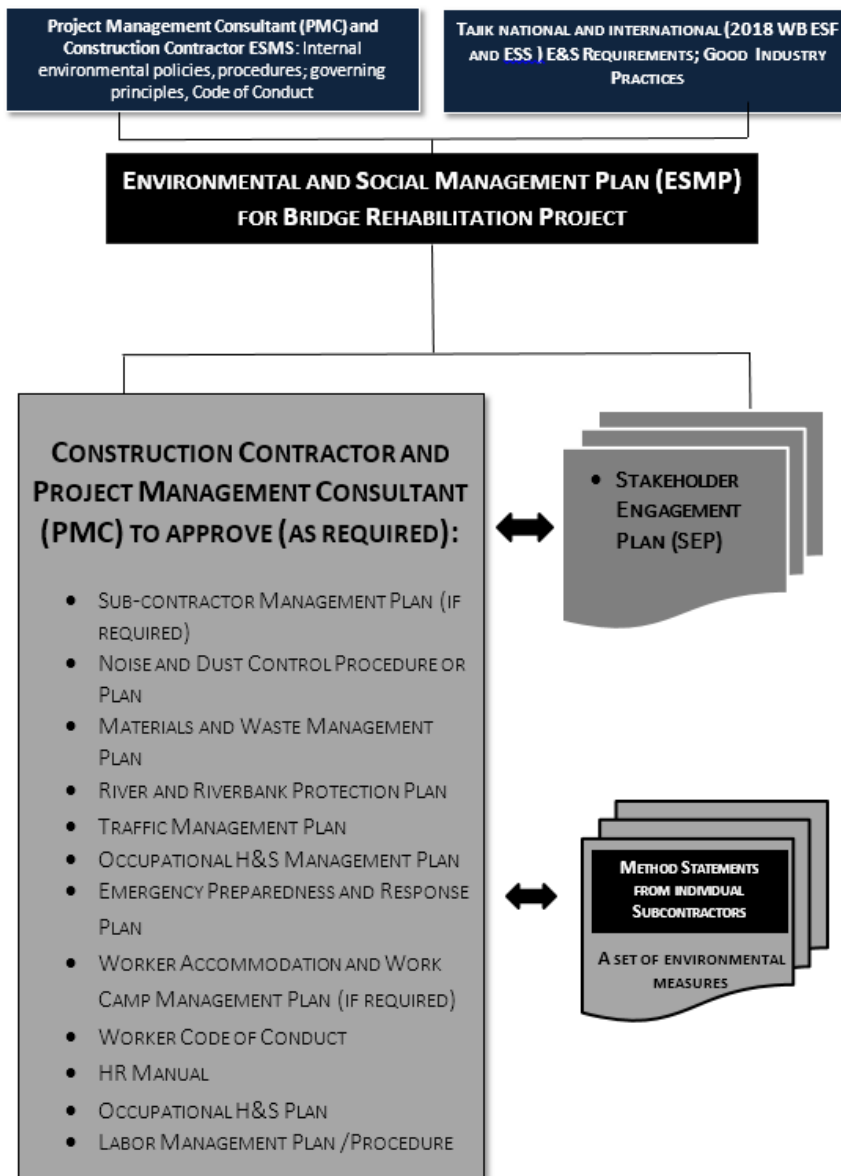 Project Management Consultant (PMC) and
Construction Contractor ESMS: Internal
environmental policies, procedures; governing
principles, Code of Conduct
TAJIK NATIONAL AND INTERNATIONAL (2018 WB ESF
AND ESS ) E&S REQUIREMENTS; GOOD INDUSTRY
PRACTICES
ENVIRONMENTAL AND SOCIAL MANAGEMENT PLAN (ESMP)
FOR BRIDGE REHABILITATION PROJECT
CONSTRUCTION CONTRACTOR AND
PROJECT MANAGEMENT CONSULTANT
(PMC) TO APPROVE (AS REQUIRED):
• SUB-CONTRACTOR MANAGEMENT PLAN (IF
REQUIRED)
• NOISE AND DUST CONTROL PROCEDURE OR
PLAN
• MATERIALS AND WASTE MANAGEMENT
PLAN
• RIVER AND RIVERBANK PROTECTION PLAN
• TRAFFIC MANAGEMENT PLAN
• OCCUPATIONAL H&S MANAGEMENT PLAN
• EMERGENCY PREPAREDNESS AND RESPONSE
PLAN
• WORKER ACCOMMODATION AND WORK
CAMP MANAGEMENT PLAN (IF REQUIRED)
• WORKER CODE OF CONDUCT
• HR MANUAL
• OCCUPATIONAL H&S PLAN
• LABOR MANAGEMENT PLAN /PROCEDURE
• STAKEHOLDER
ENGAGEMENT
PLAN (SEP)
METHOD STATEMENTS
FROM INDIVIDUAL
SUBCONTRACTORS
A SET OF ENVIRONMENTAL
MEASURES